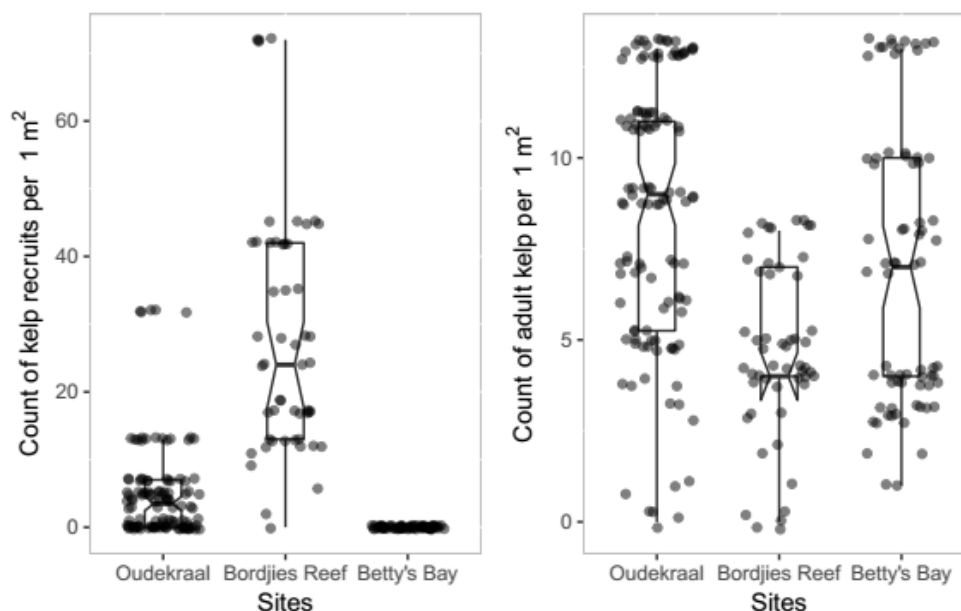 Count of kelp recruits per 1 m²
60
40
20
0
Oudekraal Bordjies Reef Betty's Bay
Sites
Count of adult kelp per 1 m²
10
5
0
Oudekraal Bordjies Reef Betty's Bay
Sites